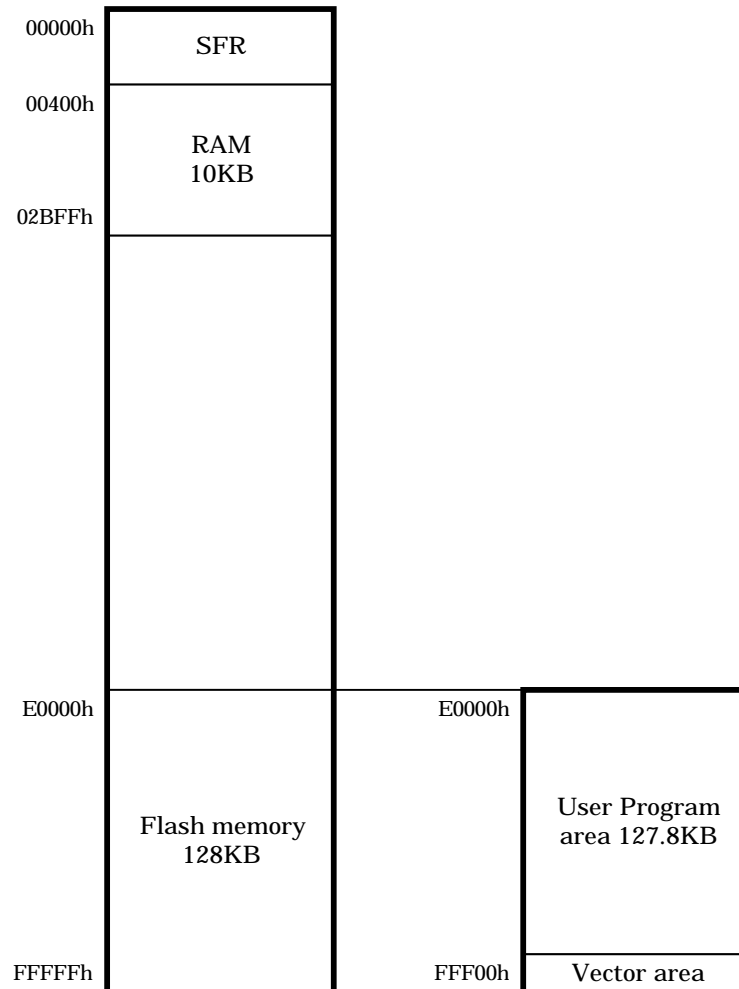 00000h
SFR
00400h
RAM
10KB
02BFFh
E0000h
E0000h
Flash memory
128KB
User Program
area 127.8KB
FFFFFh
FFF00h
Vector area